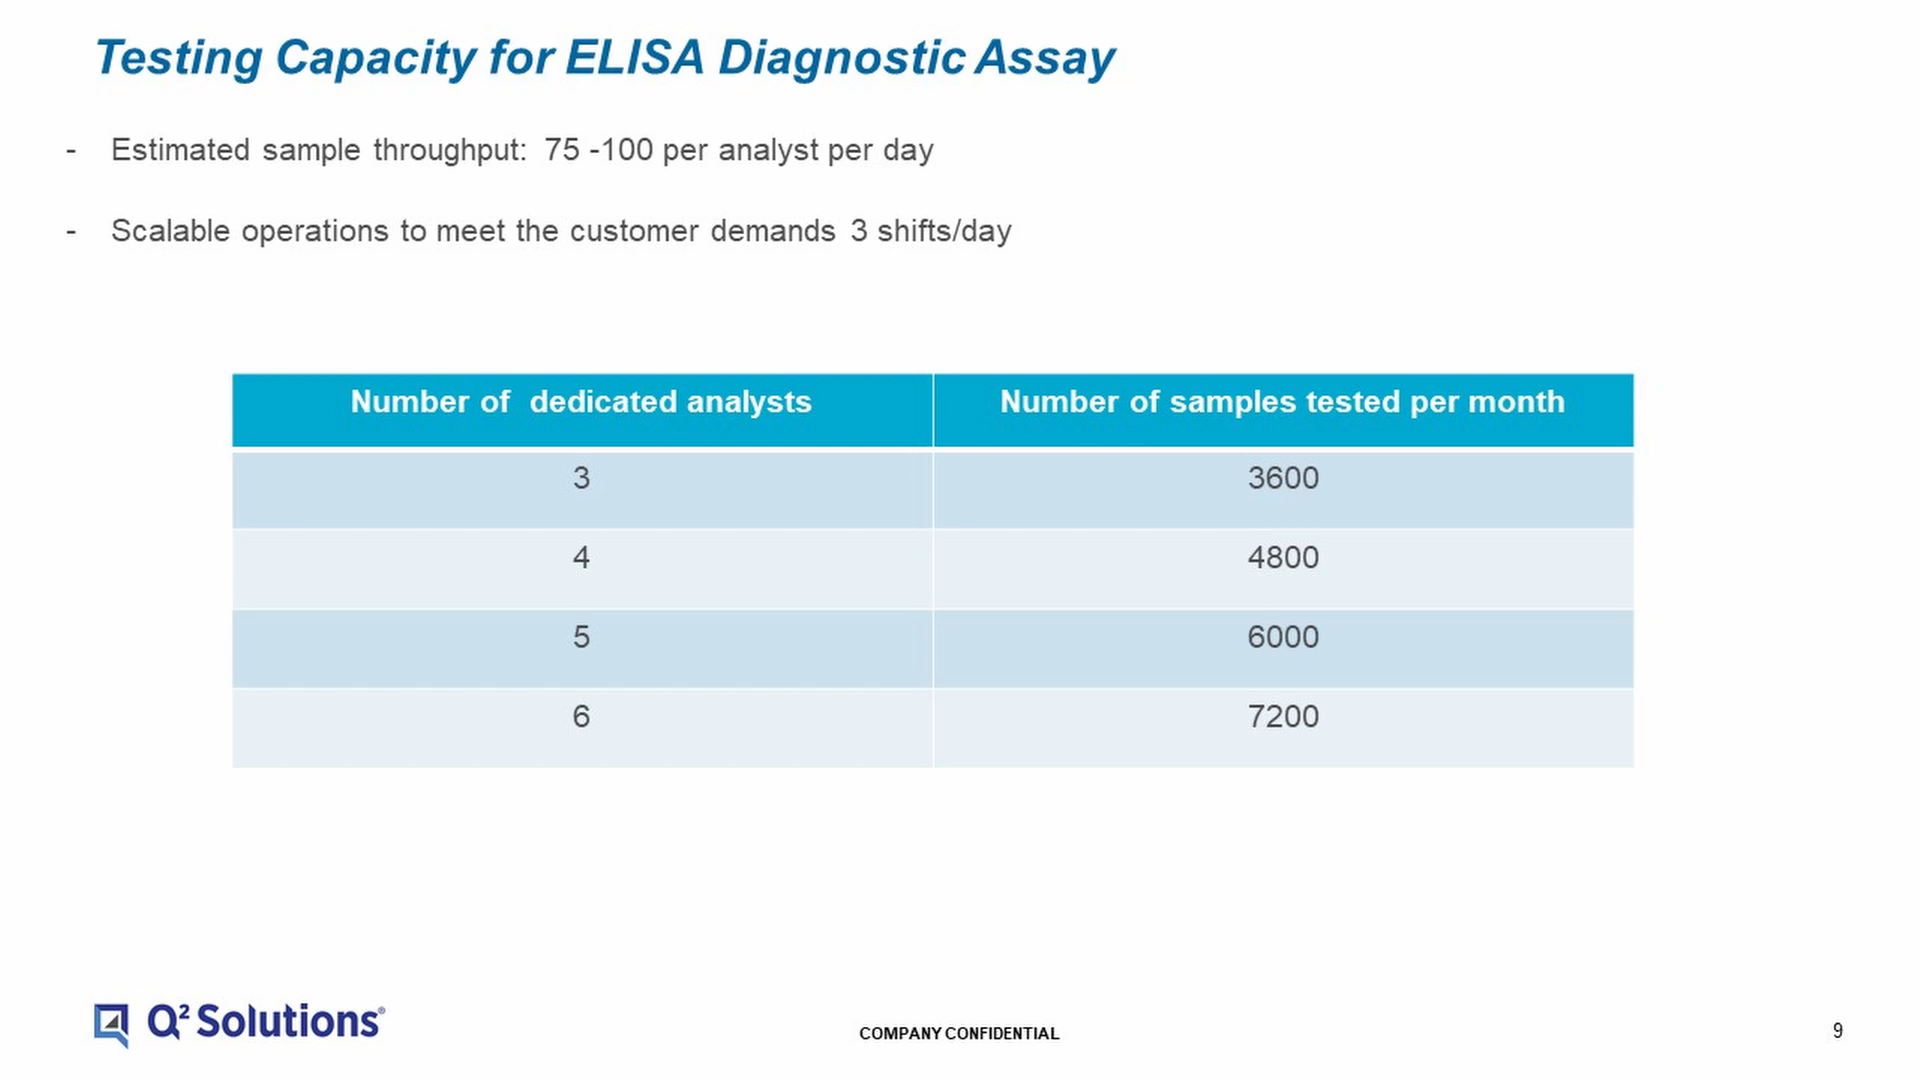 Testing Capacity for ELISA Diagnostic Assay
- Estimated sample throughput: 75 -100 per analyst per day
- Scalable operations to meet the customer demands 3 shifts/day
Number of dedicated analysts Number of samples tested per month
3 3600
4 4800
5 6000
6 7200
Q² Solutions®
COMPANY CONFIDENTIAL
9